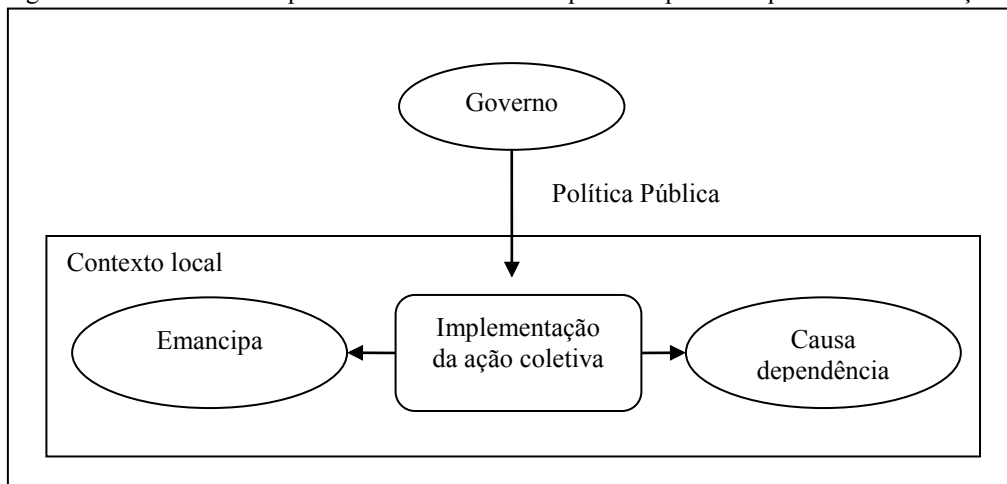 Governo
Política Pública
Contexto local
Emancipa
Implementação
da ação coletiva
Causa
dependência